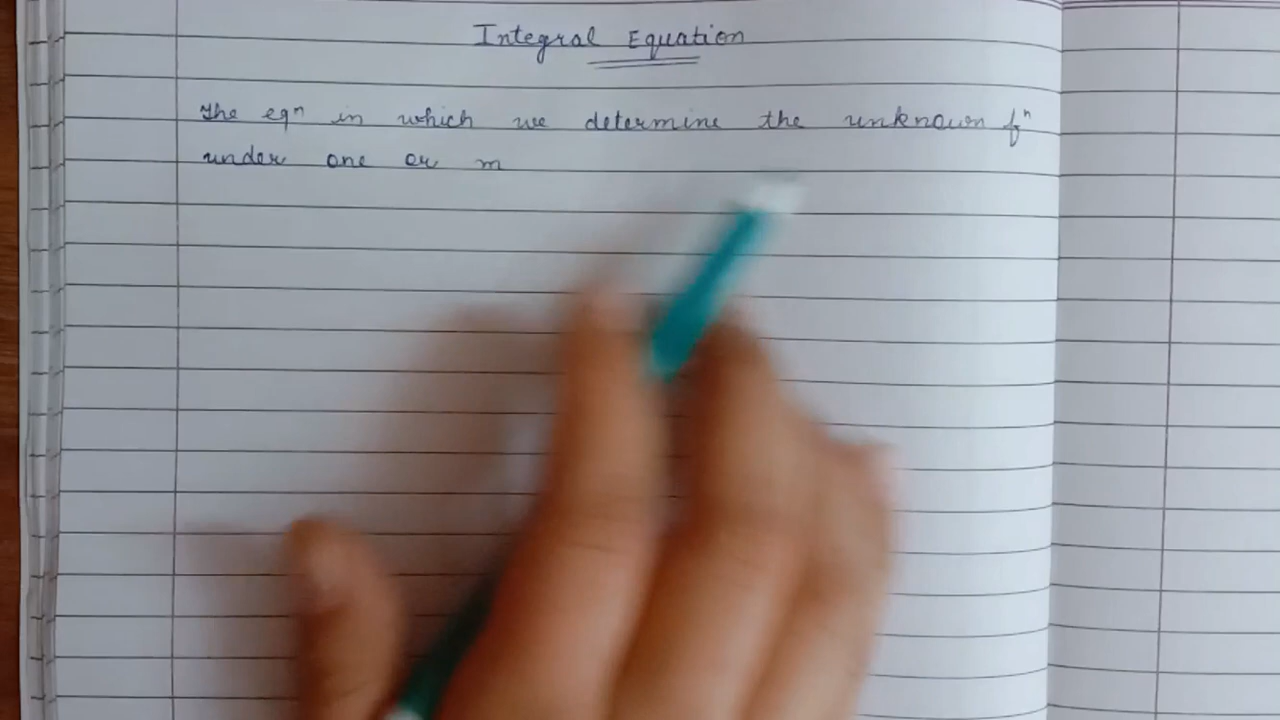 Integral Equation
The eqⁿ in which we determine the unknown fⁿ
under one or m